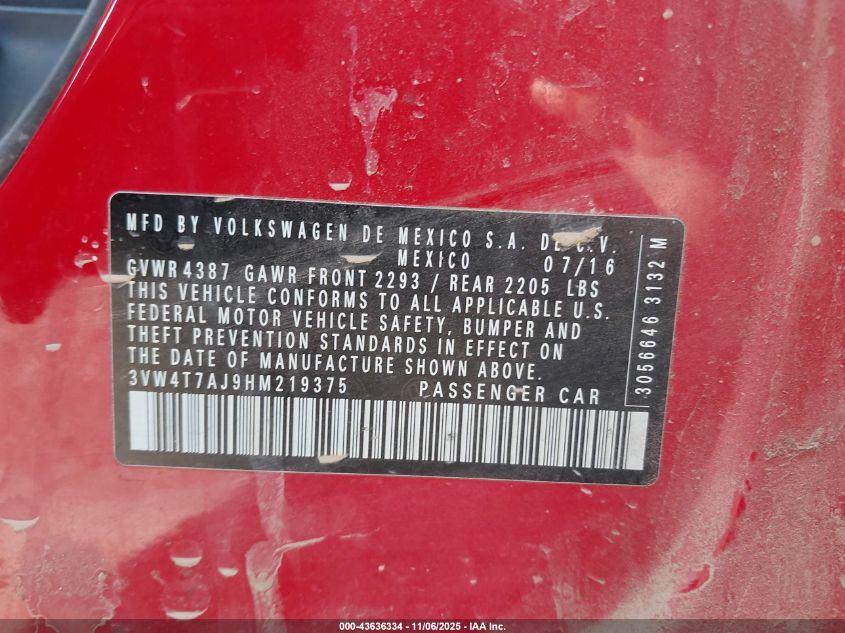 MFD BY VOLKSWAGEN DE MEXICO S.A. DE C.V.
MEXICO 07/16
GVWR 4387 GAWR FRONT 2293 / REAR 2205 LBS
THIS VEHICLE CONFORMS TO ALL APPLICABLE U.S.
FEDERAL MOTOR VEHICLE SAFETY, BUMPER AND
THEFT PREVENTION STANDARDS IN EFFECT ON
THE DATE OF MANUFACTURE SHOWN ABOVE.
3VW4T7AJ9HM219375 PASSENGER CAR
3056646 3132 M
000-43636334 - 11/06/2025 - IAA Inc.